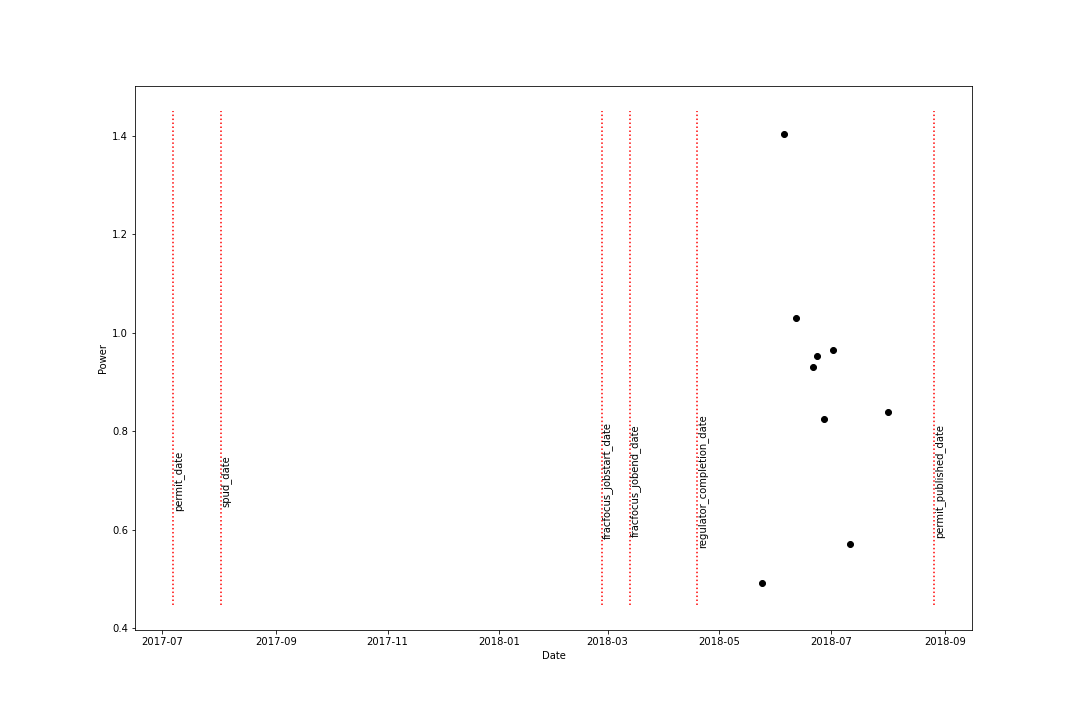 1.4
1.2
1.0
0.8
0.6
0.4
Power
permit_date
spud_date
fracfocus_jobstart_date
fracfocus_jobend_date
regulator_completion_date
permit_published_date
2017-07
2017-09
2017-11
2018-01
2018-03
2018-05
2018-07
2018-09
Date